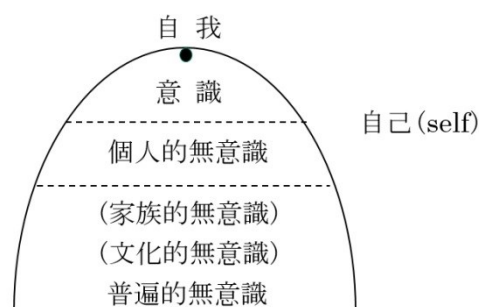 自 我
意 識
自己(self)
個人的無意識
(家族的無意識)
(文化的無意識)
普遍的無意識